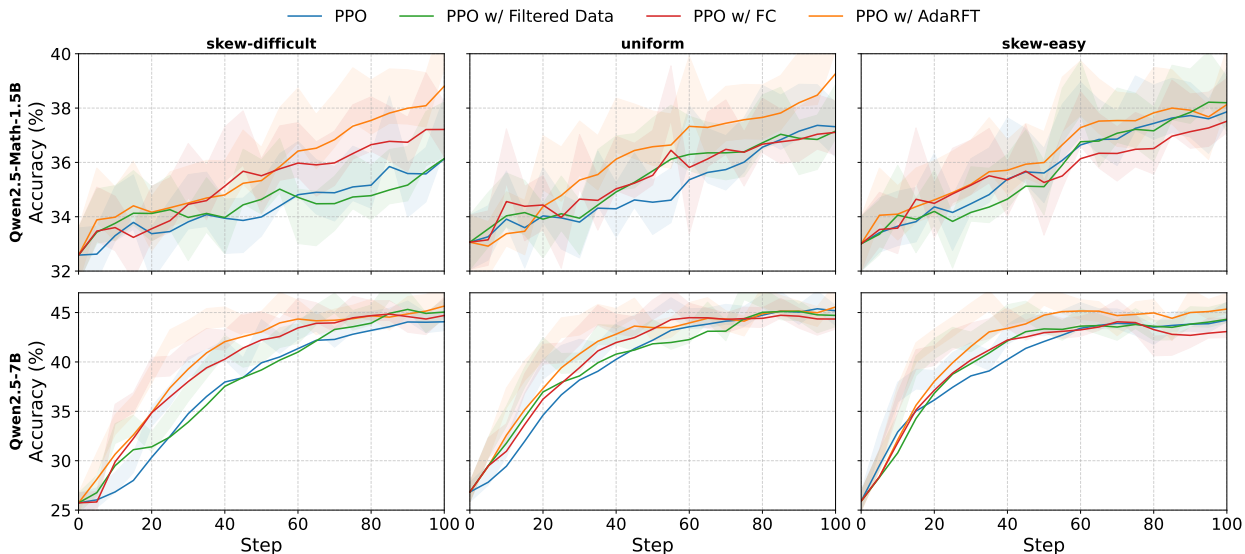 PPO PPO w/ Filtered Data PPO w/ FC PPO w/ AdaRFT
skew-difficult uniform skew-easy
Qwen2.5-Math-1.5B
Accuracy (%)
40
38
36
34
32
Qwen2.5-7B
Accuracy (%)
45
40
35
30
25
0 20 40 60 80 100 0 20 40 60 80 100 0 20 40 60 80 100
Step Step Step